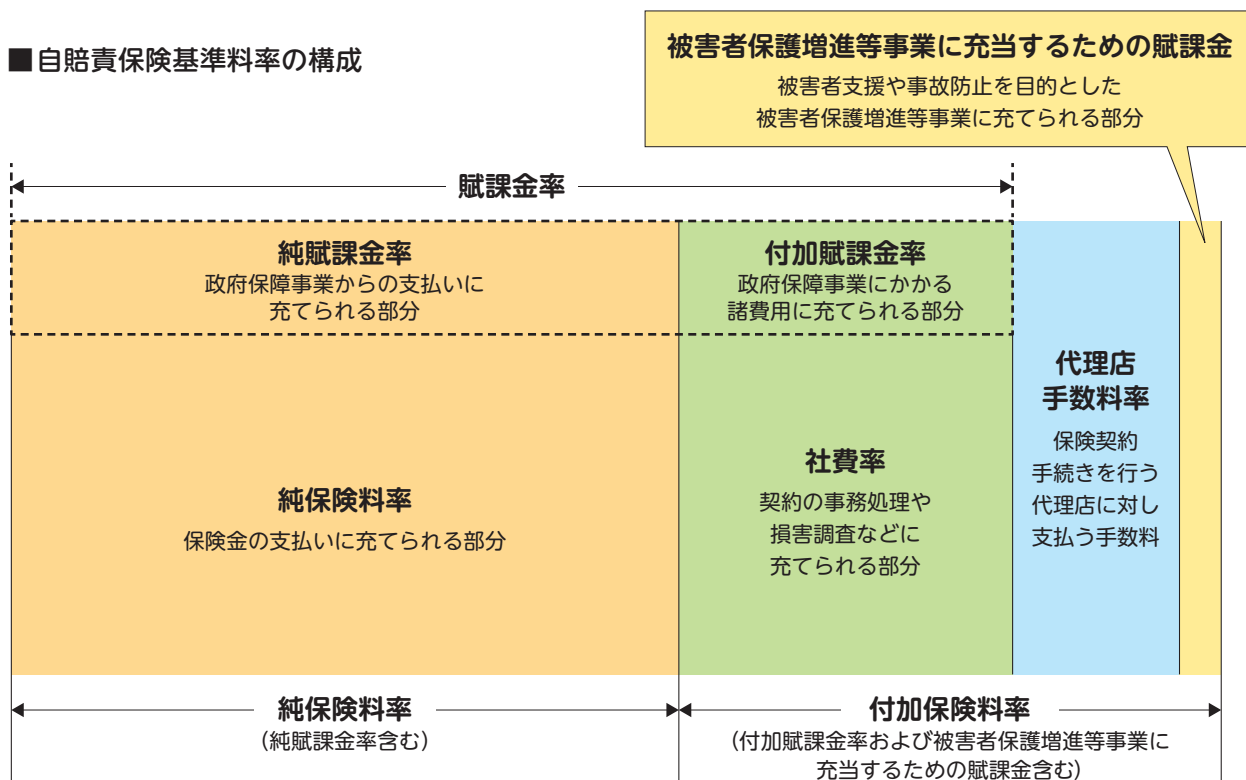 ■自賠責保険基準料率の構成
被害者保護増進等事業に充当するための賦課金
被害者支援や事故防止を目的とした
被害者保護増進等事業に充てられる部分
賦課金率
純賦課金率
政府保障事業からの支払いに
充てられる部分
付加賦課金率
政府保障事業にかかる
諸費用に充てられる部分
純保険料率
保険金の支払いに充てられる部分
社費率
契約の事務処理や
損害調査などに
充てられる部分
代理店
手数料率
保険契約
手続きを行う
代理店に対し
支払う手数料
純保険料率
(純賦課金率含む)
付加保険料率
(付加賦課金率および被害者保護増進等事業に
充当するための賦課金含む)